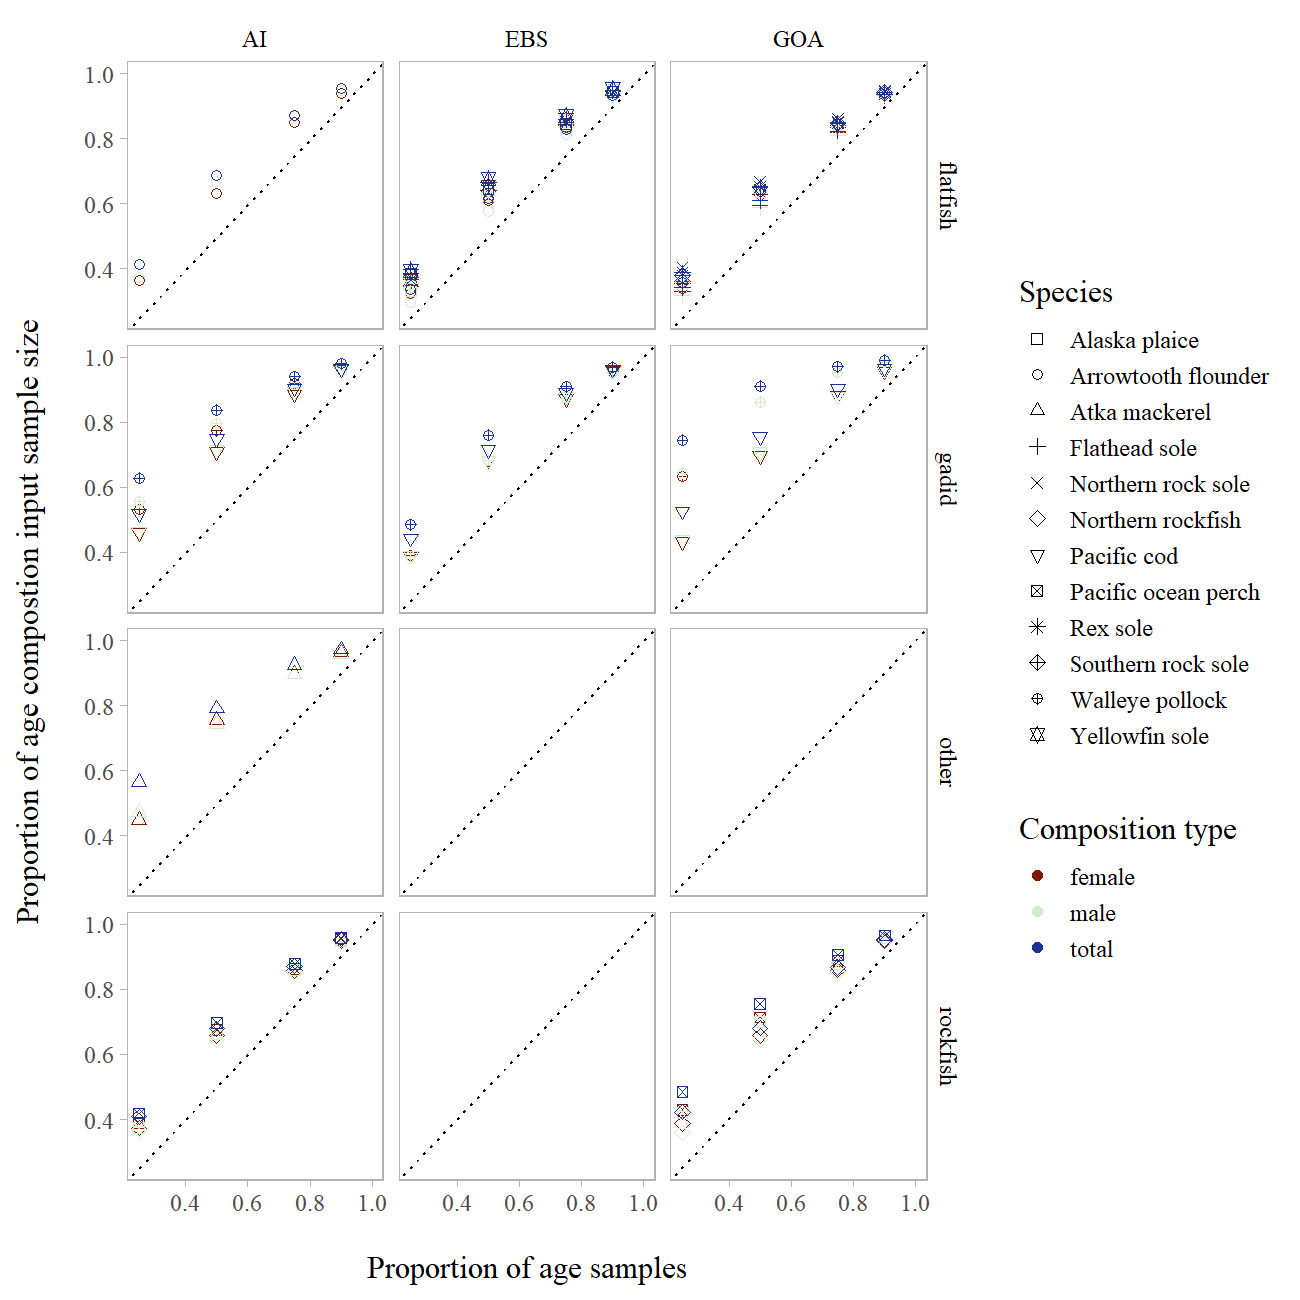 AI
EBS
GOA
1.0
0.8
0.6
0.4
flatfish
1.0
0.8
0.6
0.4
gadid
1.0
0.8
0.6
0.4
other
1.0
0.8
0.6
0.4
rockfish
0.4 0.6 0.8 1.0
0.4 0.6 0.8 1.0
0.4 0.6 0.8 1.0
Proportion of age samples
Proportion of age compostion input sample size
Species
Alaska plaice
Arrowtooth flounder
Atka mackerel
Flathead sole
Northern rock sole
Northern rockfish
Pacific cod
Pacific ocean perch
Rex sole
Southern rock sole
Walleye pollock
Yellowfin sole
Composition type
female
male
total